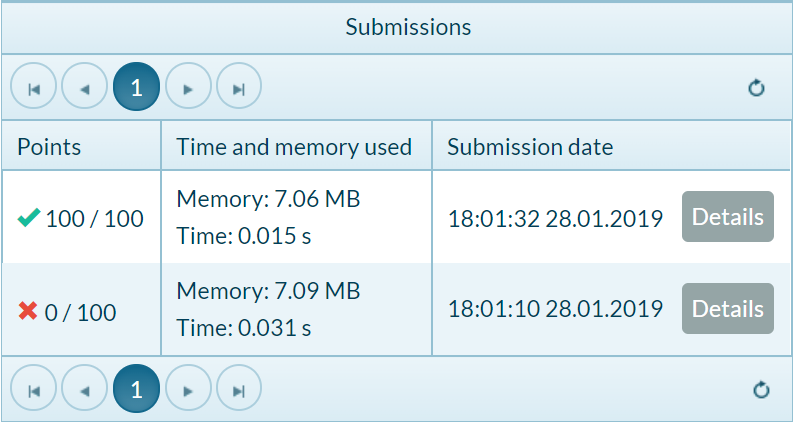 Submissions
1
Points Time and memory used Submission date
100 / 100 Memory: 7.06 MB
Time: 0.015 s 18:01:32 28.01.2019 Details
0 / 100 Memory: 7.09 MB
Time: 0.031 s 18:01:10 28.01.2019 Details
1